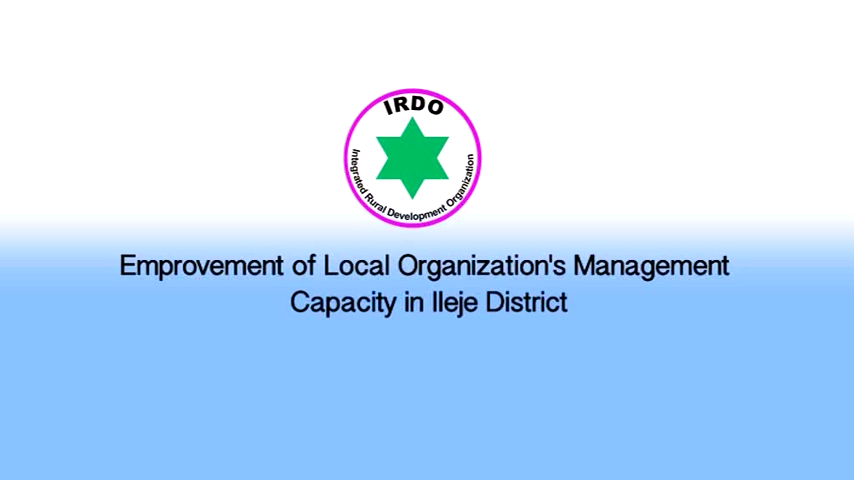 IRDO
Integrated Rural Development Organization
Emprovement of Local Organization's Management
Capacity in Ileje District